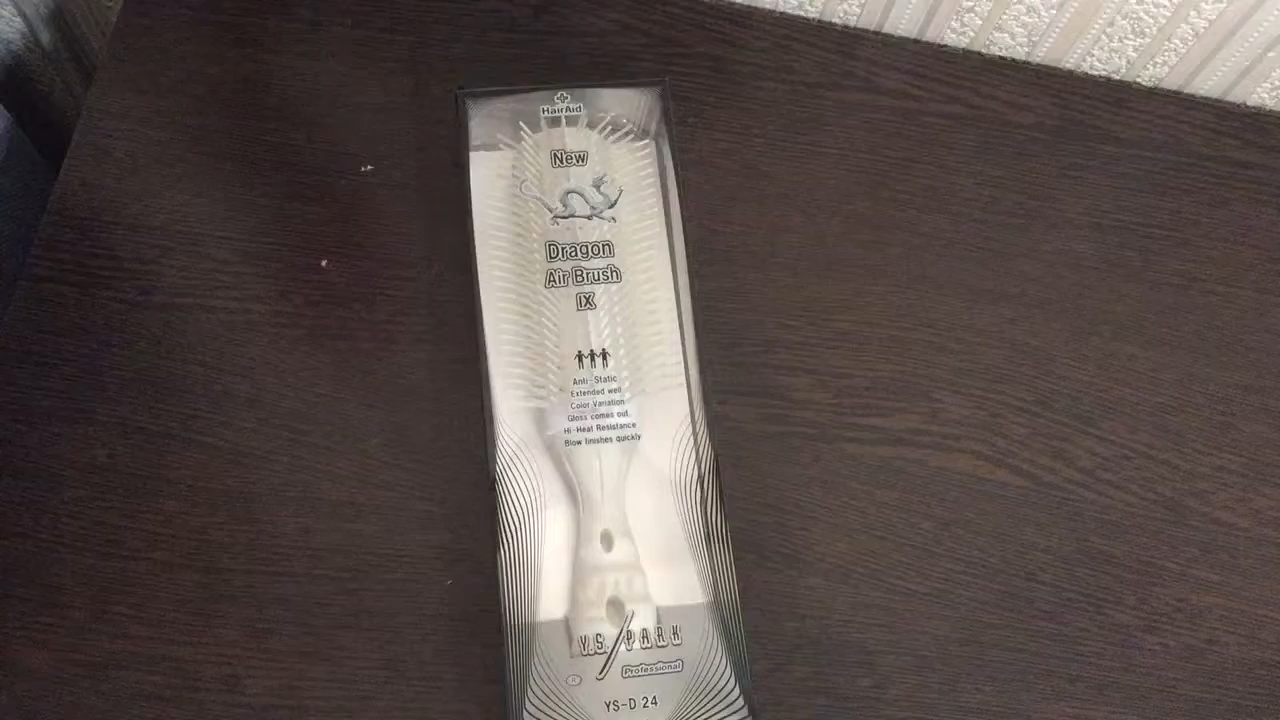 HairAid
New
Dragon
Air Brush
IX
Anti-Static
Extended well
Color Variation
Gloss comes out
Hi-Heat Resistance
Blow finishes quickly
Y.S. PARK
Professional
®
YS-D 24